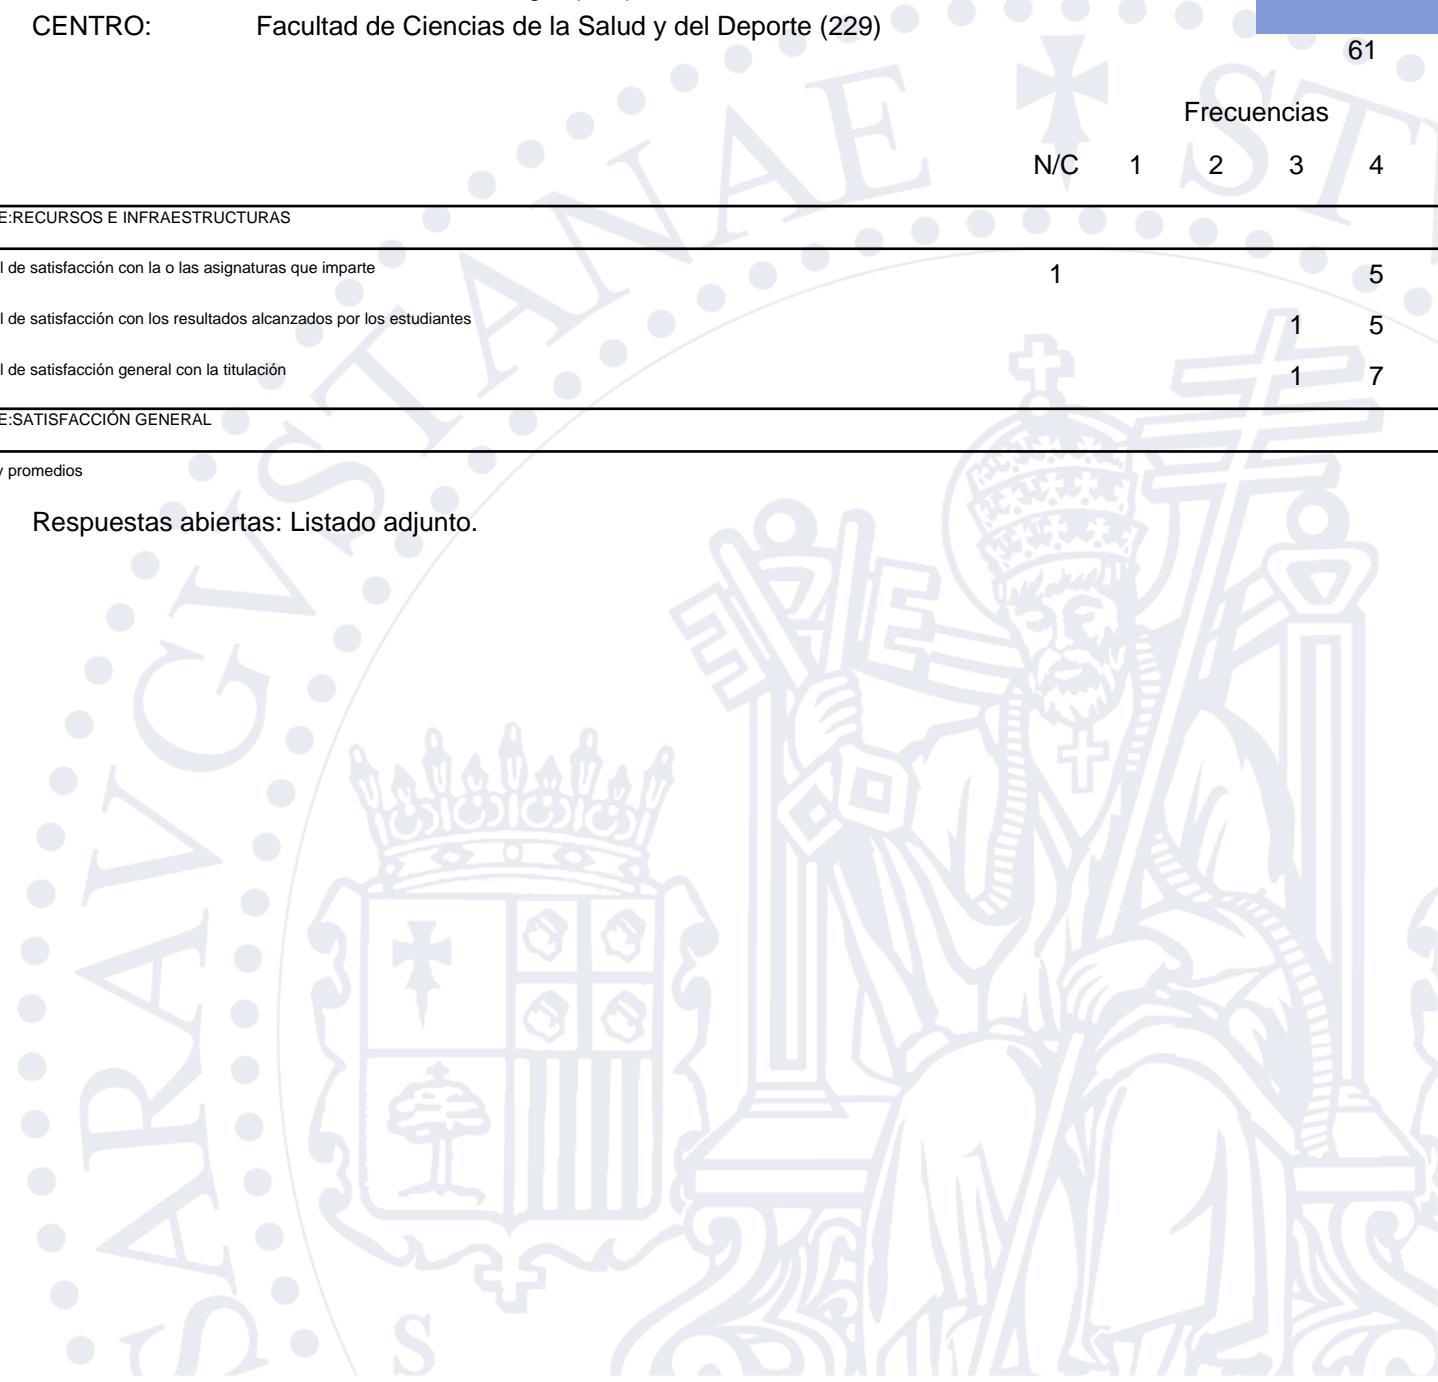 CENTRO: Facultad de Ciencias de la Salud y del Deporte (229)
61
Frecuencias
N/C 1 2 3 4
E:RECURSOS E INFRAESTRUCTURAS
l de satisfacción con la o las asignaturas que imparte 1 5
l de satisfacción con los resultados alcanzados por los estudiantes 1 5
l de satisfacción general con la titulación 1 7
E:SATISFACCIÓN GENERAL
y promedios
Respuestas abiertas: Listado adjunto.